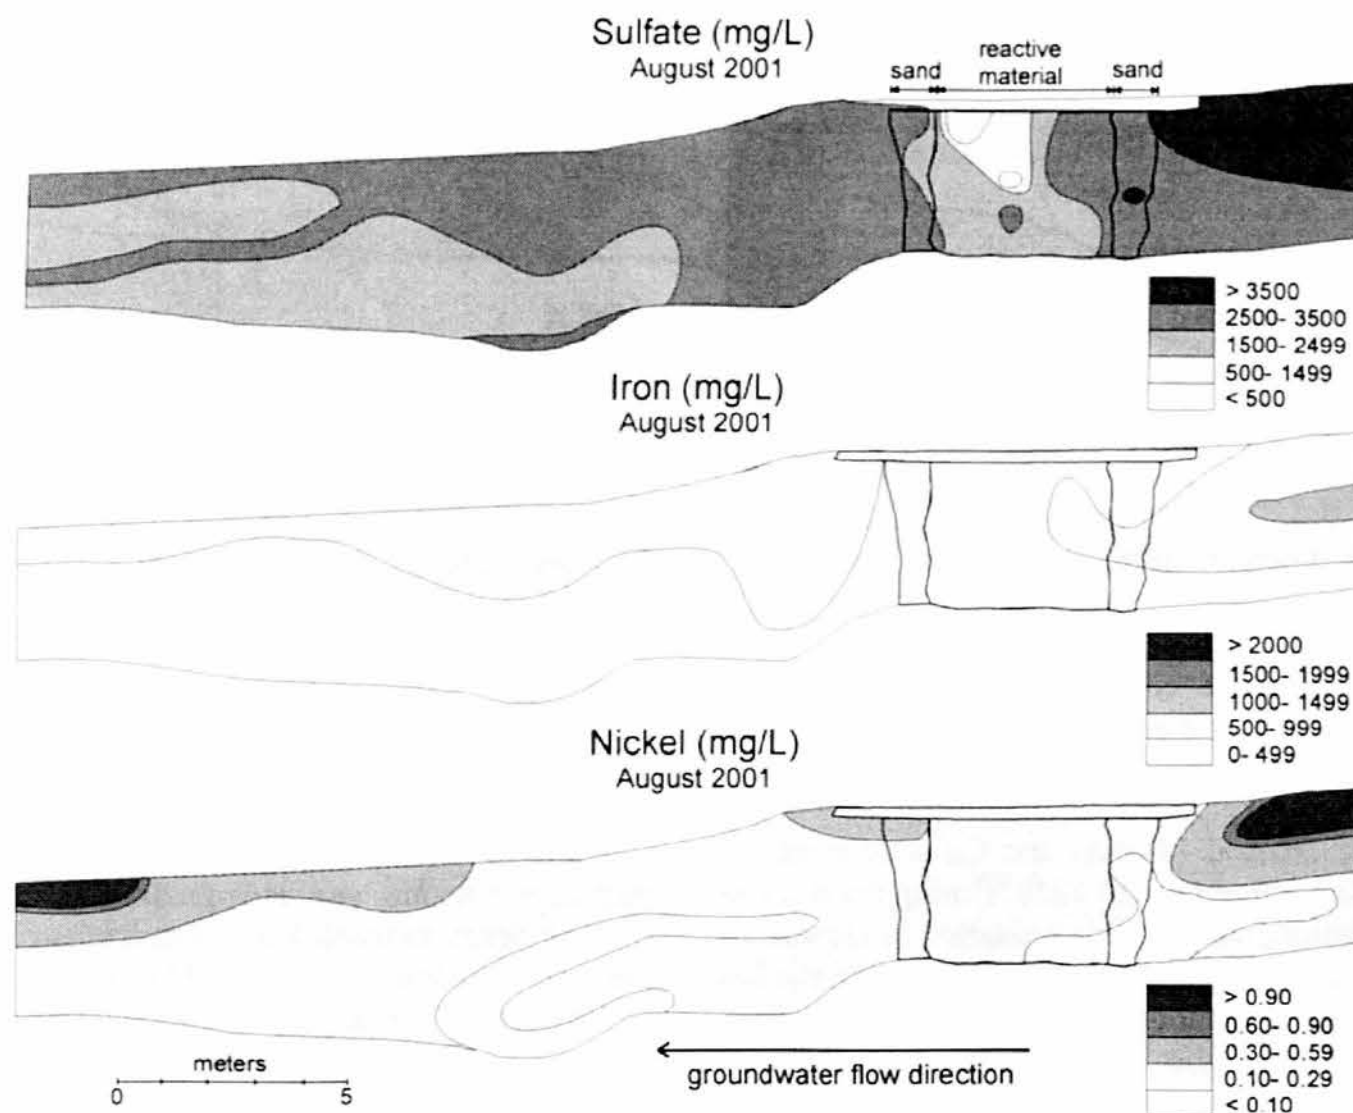 Sulfate (mg/L)
August 2001
sand
reactive
material
sand
> 3500
2500- 3500
1500- 2499
500- 1499
< 500
Iron (mg/L)
August 2001
> 2000
1500- 1999
1000- 1499
500- 999
0- 499
Nickel (mg/L)
August 2001
> 0.90
0.60- 0.90
0.30- 0.59
0.10- 0.29
< 0.10
meters
0 5
groundwater flow direction